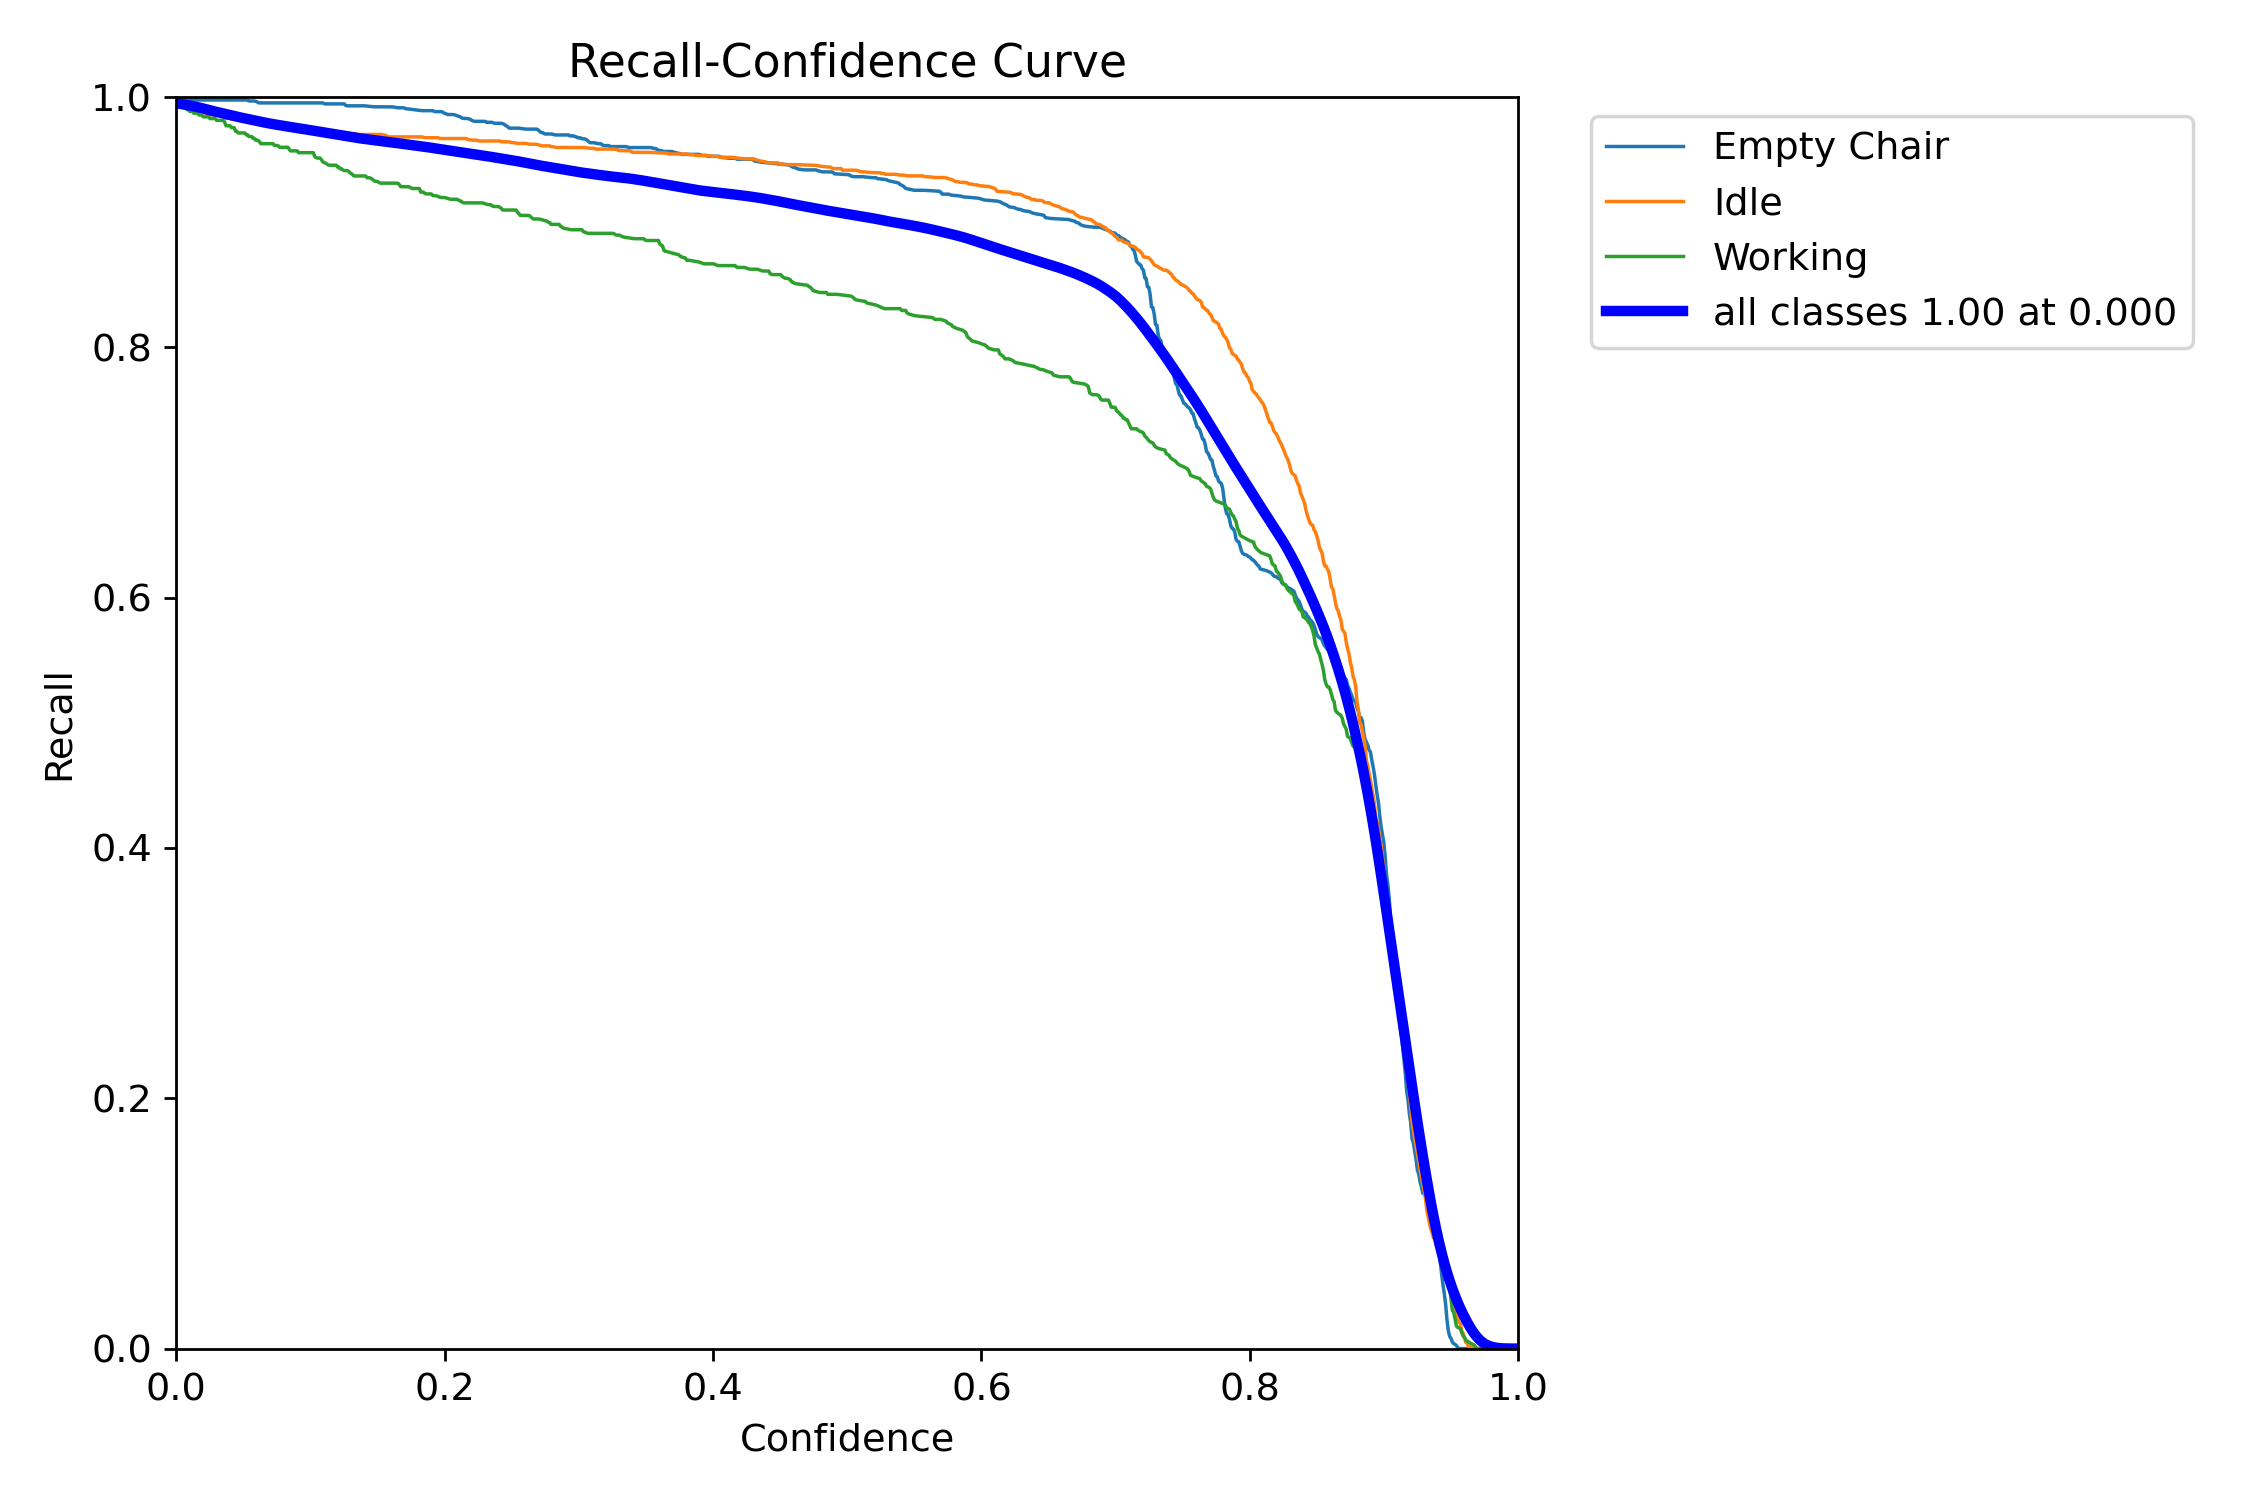 Recall-Confidence Curve
1.0
0.8
0.6
0.4
0.2
0.0
Recall
0.0 0.2 0.4 0.6 0.8 1.0
Confidence
Empty Chair
Idle
Working
all classes 1.00 at 0.000